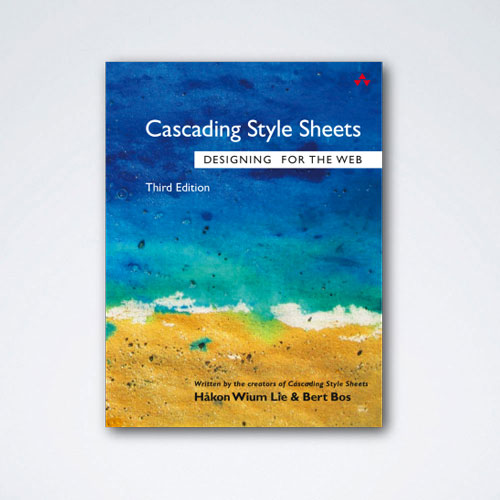 Cascading Style Sheets
DESIGNING FOR THE WEB
Third Edition
Written by the creators of Cascading Style Sheets
Håkon Wium Lie & Bert Bos